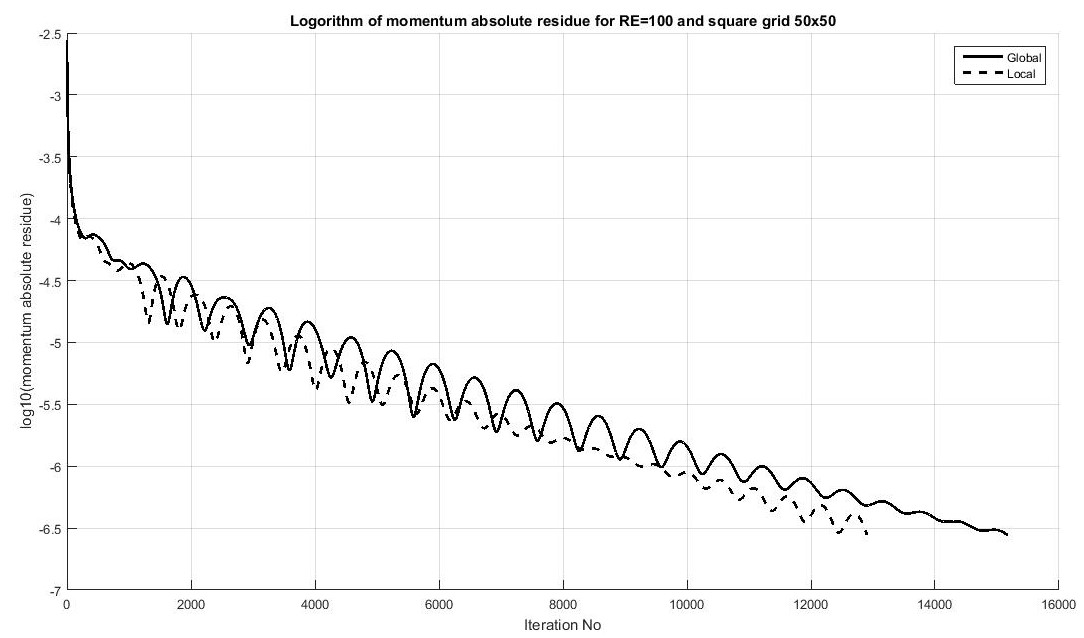 Logorithm of momentum absolute residue for RE=100 and square grid 50x50
Global
Local
log10(momentum absolute residue)
-2.5
-3
-3.5
-4
-4.5
-5
-5.5
-6
-6.5
-7
0 2000 4000 6000 8000 10000 12000 14000 16000
Iteration No